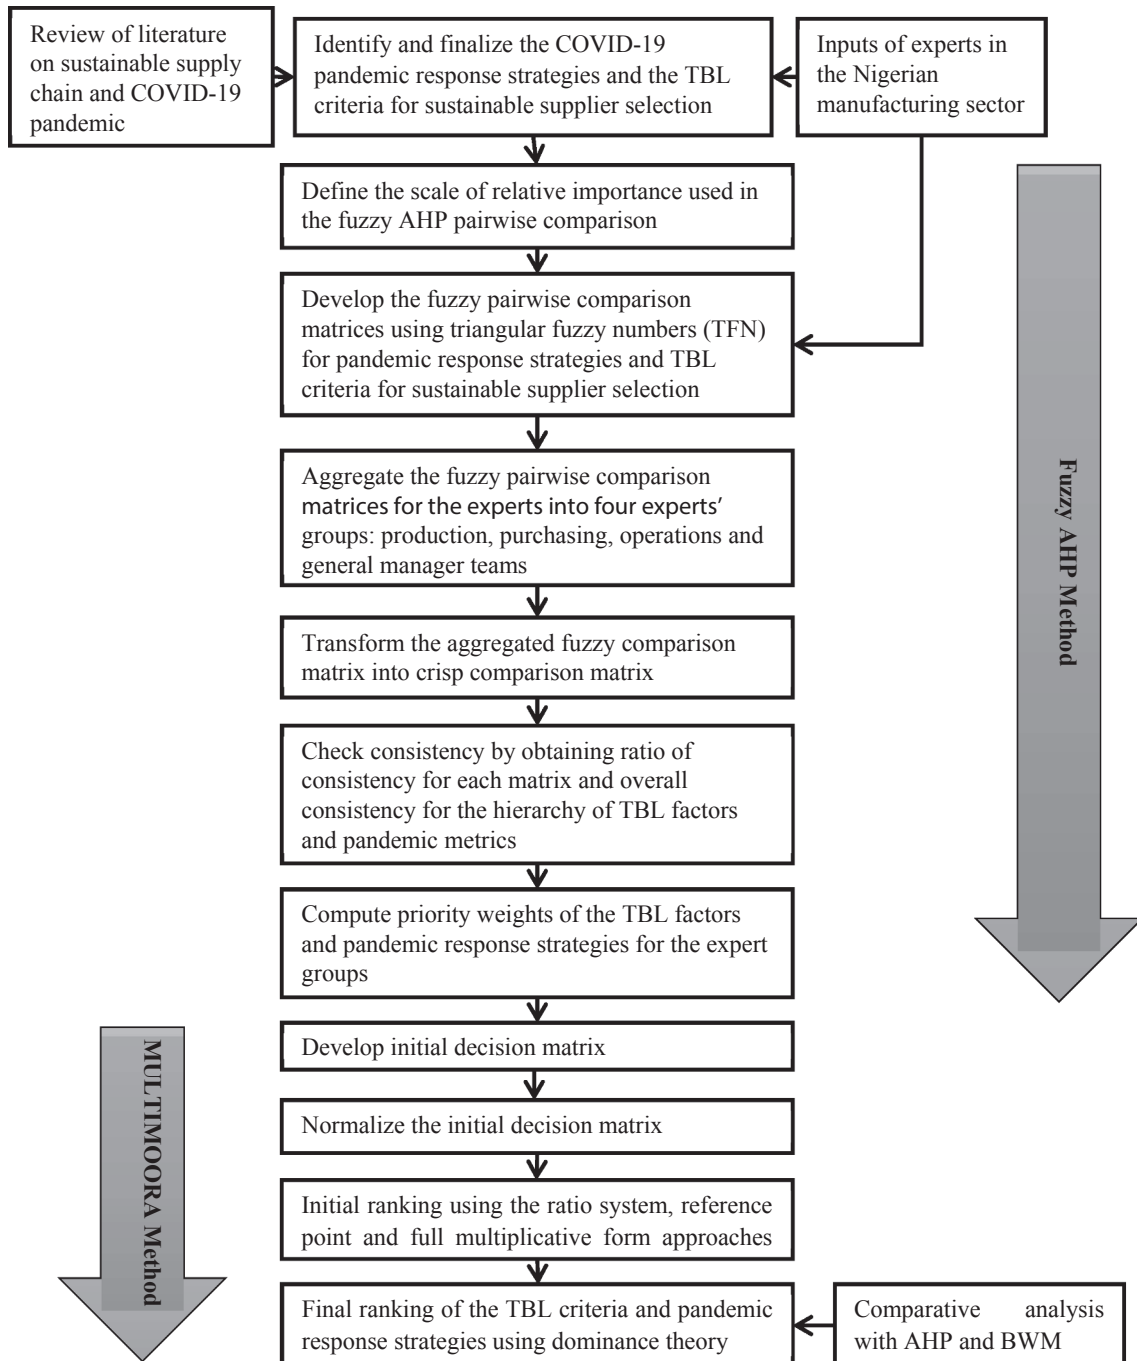 Review of literature
on sustainable supply
chain and COVID-19
pandemic
Identify and finalize the COVID-19
pandemic response strategies and the TBL
criteria for sustainable supplier selection
Inputs of experts in
the Nigerian
manufacturing sector
Define the scale of relative importance used in
the fuzzy AHP pairwise comparison
Develop the fuzzy pairwise comparison
matrices using triangular fuzzy numbers (TFN)
for pandemic response strategies and TBL
criteria for sustainable supplier selection
Aggregate the fuzzy pairwise comparison
matrices for the experts into four experts’
groups: production, purchasing, operations and
general manager teams
Transform the aggregated fuzzy comparison
matrix into crisp comparison matrix
Check consistency by obtaining ratio of
consistency for each matrix and overall
consistency for the hierarchy of TBL factors
and pandemic metrics
Compute priority weights of the TBL factors
and pandemic response strategies for the expert
groups
Fuzzy AHP Method
Develop initial decision matrix
Normalize the initial decision matrix
Initial ranking using the ratio system, reference
point and full multiplicative form approaches
Final ranking of the TBL criteria and pandemic
response strategies using dominance theory
MULTIMOORA Method
Comparative analysis
with AHP and BWM